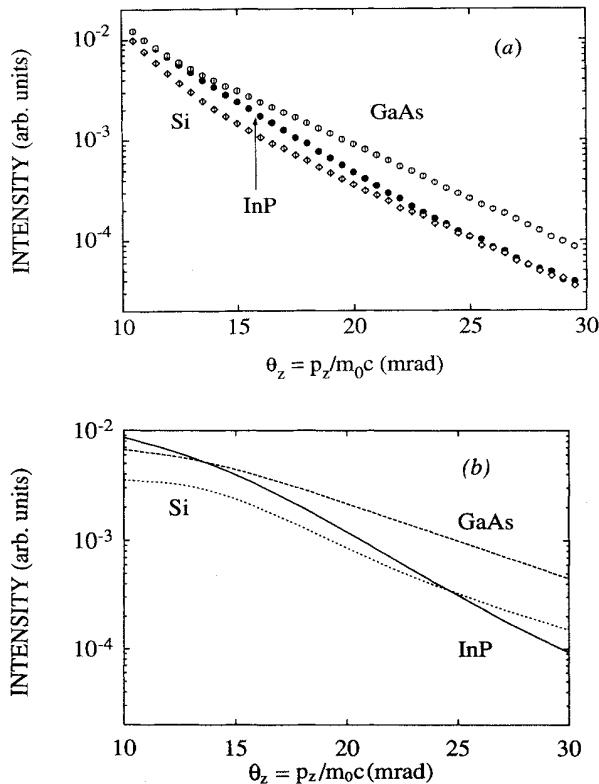 (a)
10⁻²
10⁻³
10⁻⁴
INTENSITY (arb. units)
GaAs
Si
InP
10 15 20 25 30
θz = pz/m0c (mrad)
(b)
10⁻²
10⁻³
10⁻⁴
INTENSITY (arb. units)
Si
GaAs
InP
10 15 20 25 30
θz = pz/m0c (mrad)